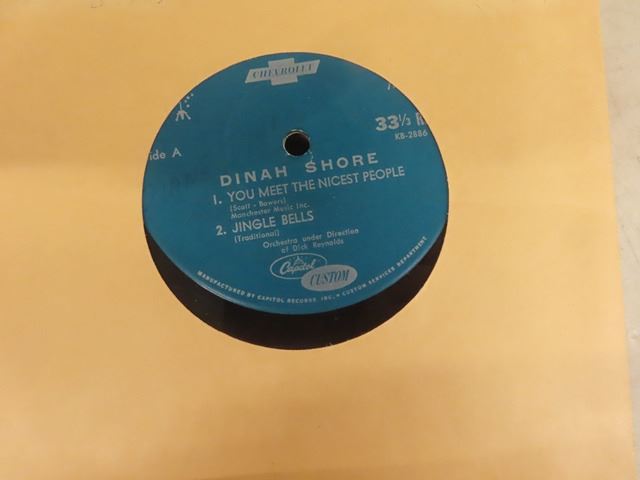 CHEVROLET
33 1/3 R
KB-2886
ide A
DINAH SHORE
1. YOU MEET THE NICEST PEOPLE
(Scott - Bowers)
Manchester Music Inc.
2. JINGLE BELLS
(Traditional)
Orchestra under Direction
of Dick Reynolds
Capitol
CUSTOM
MANUFACTURED BY CAPITOL RECORDS, INC. • CUSTOM SERVICES DEPARTMENT